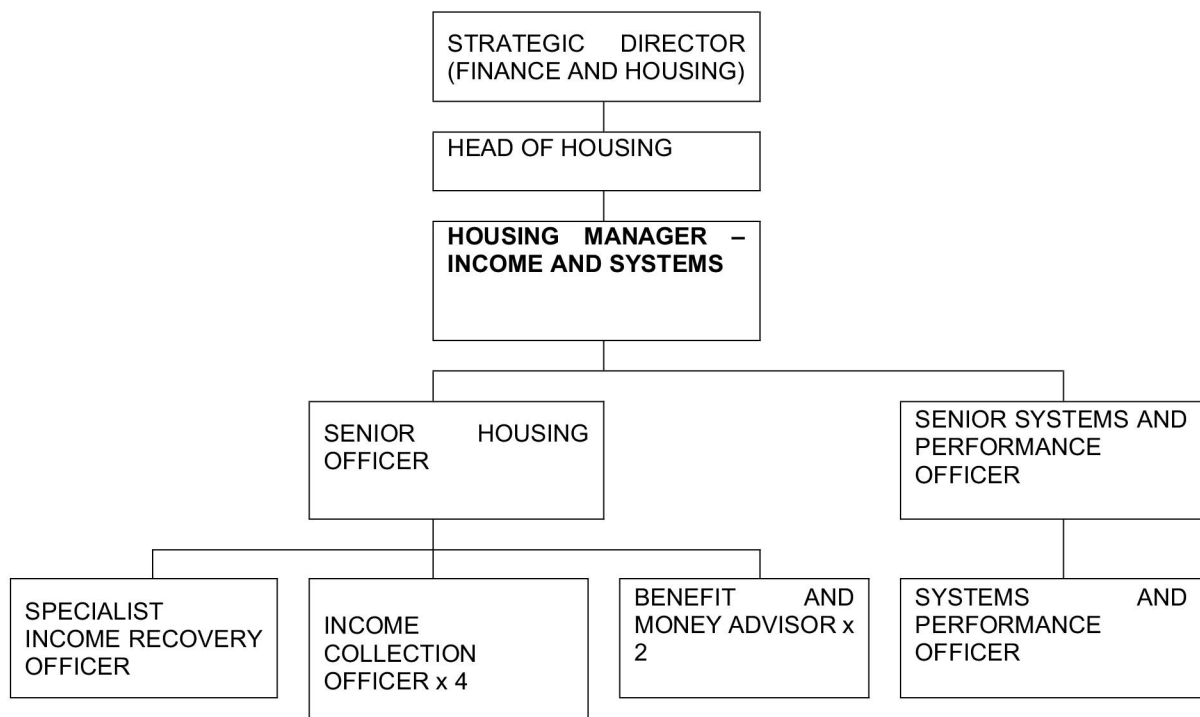 STRATEGIC DIRECTOR
(FINANCE AND HOUSING)
HEAD OF HOUSING
HOUSING MANAGER –
INCOME AND SYSTEMS
SENIOR HOUSING
OFFICER
SENIOR SYSTEMS AND
PERFORMANCE
OFFICER
SPECIALIST
INCOME RECOVERY
OFFICER
INCOME
COLLECTION
OFFICER x 4
BENEFIT AND
MONEY ADVISOR x
2
SYSTEMS AND
PERFORMANCE
OFFICER